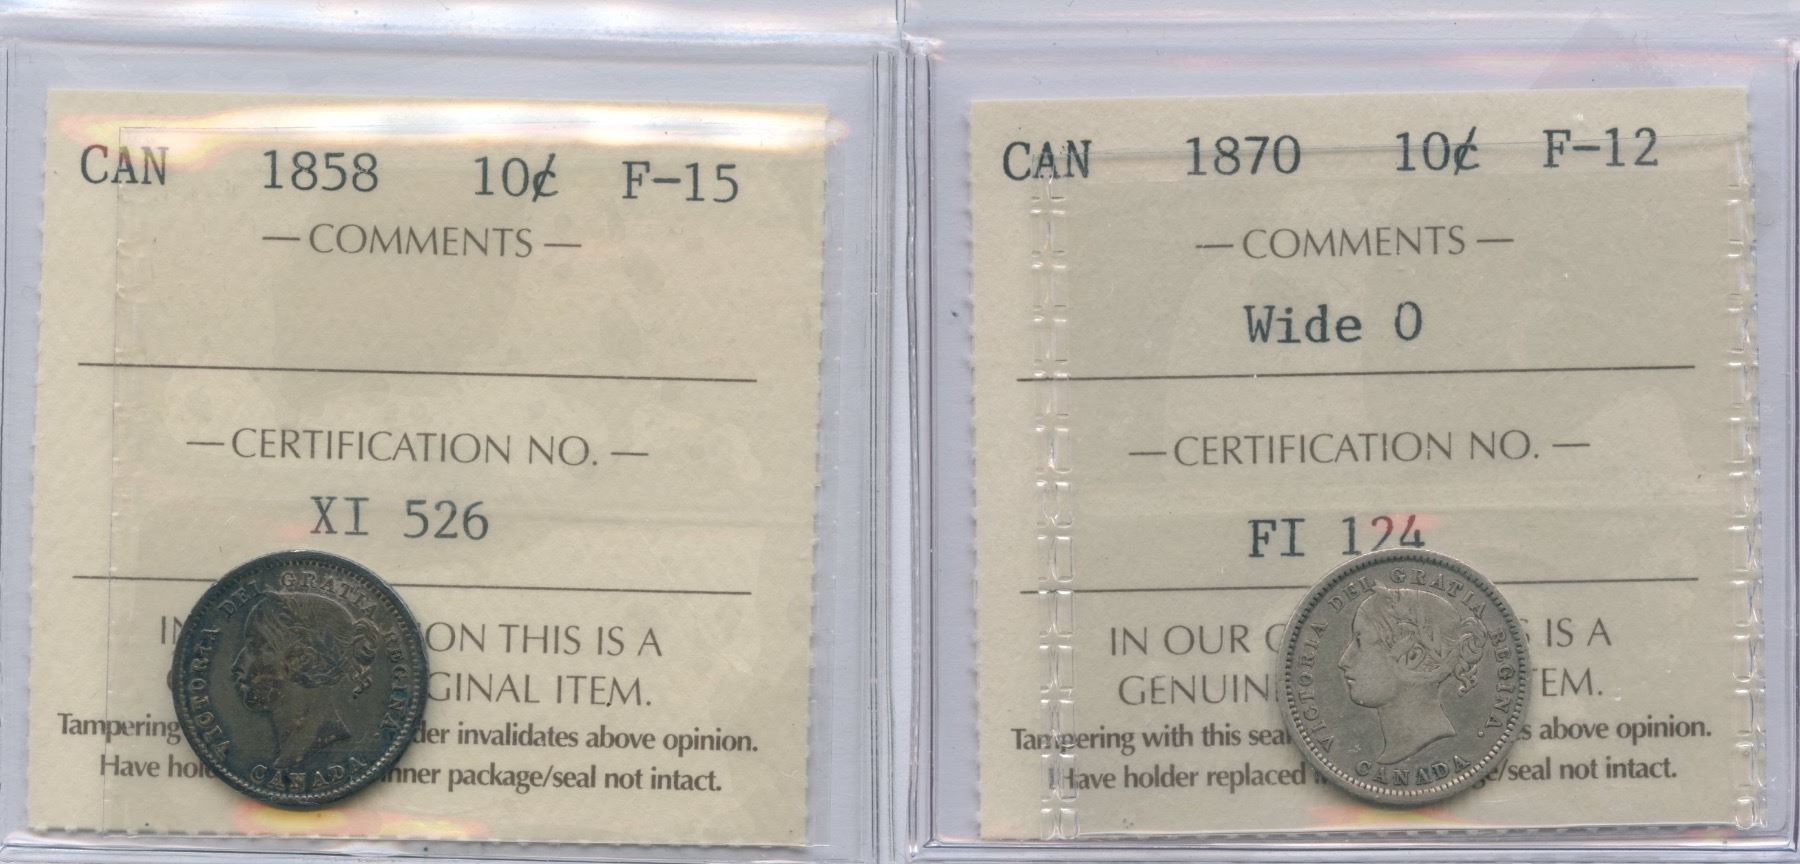 CAN 1858 10¢ F-15
— COMMENTS —
— CERTIFICATION NO. —
XI 526
ON THIS IS A
GINAL ITEM.
Tampering der invalidates above opinion.
Have hol nner package/seal not intact.
VICTORIA DEI GRATIA REGINA.
CANADA
CAN 1870 10¢ F-12
— COMMENTS —
Wide 0
— CERTIFICATION NO. —
FI 124
IN OUR IS A
GENUIN EM.
Tampering with this seal s above opinion.
Have holder replaced /seal not intact.
VICTORIA DEI GRATIA REGINA.
CANADA